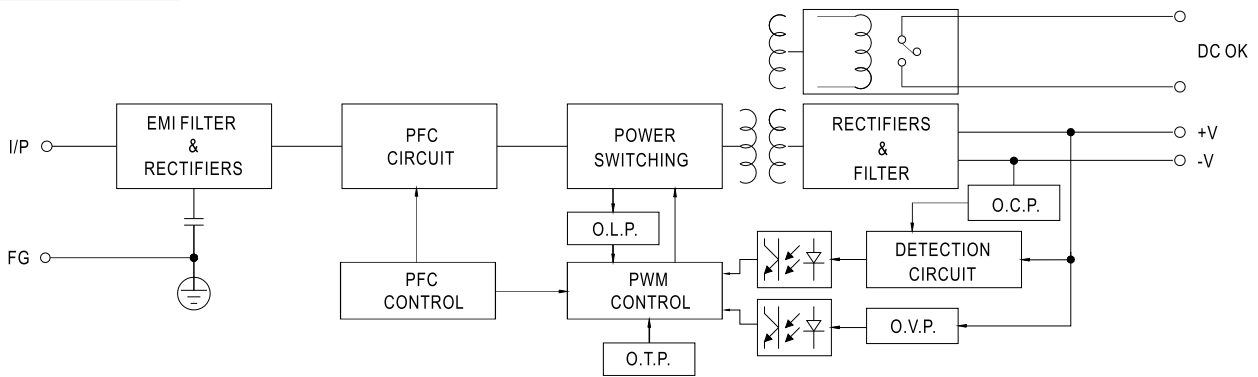 DC OK
I/P
EMI FILTER
&
RECTIFIERS
PFC
CIRCUIT
POWER
SWITCHING
RECTIFIERS
&
FILTER
+V
-V
O.C.P.
O.L.P.
FG
DETECTION
CIRCUIT
PFC
CONTROL
PWM
CONTROL
O.V.P.
O.T.P.